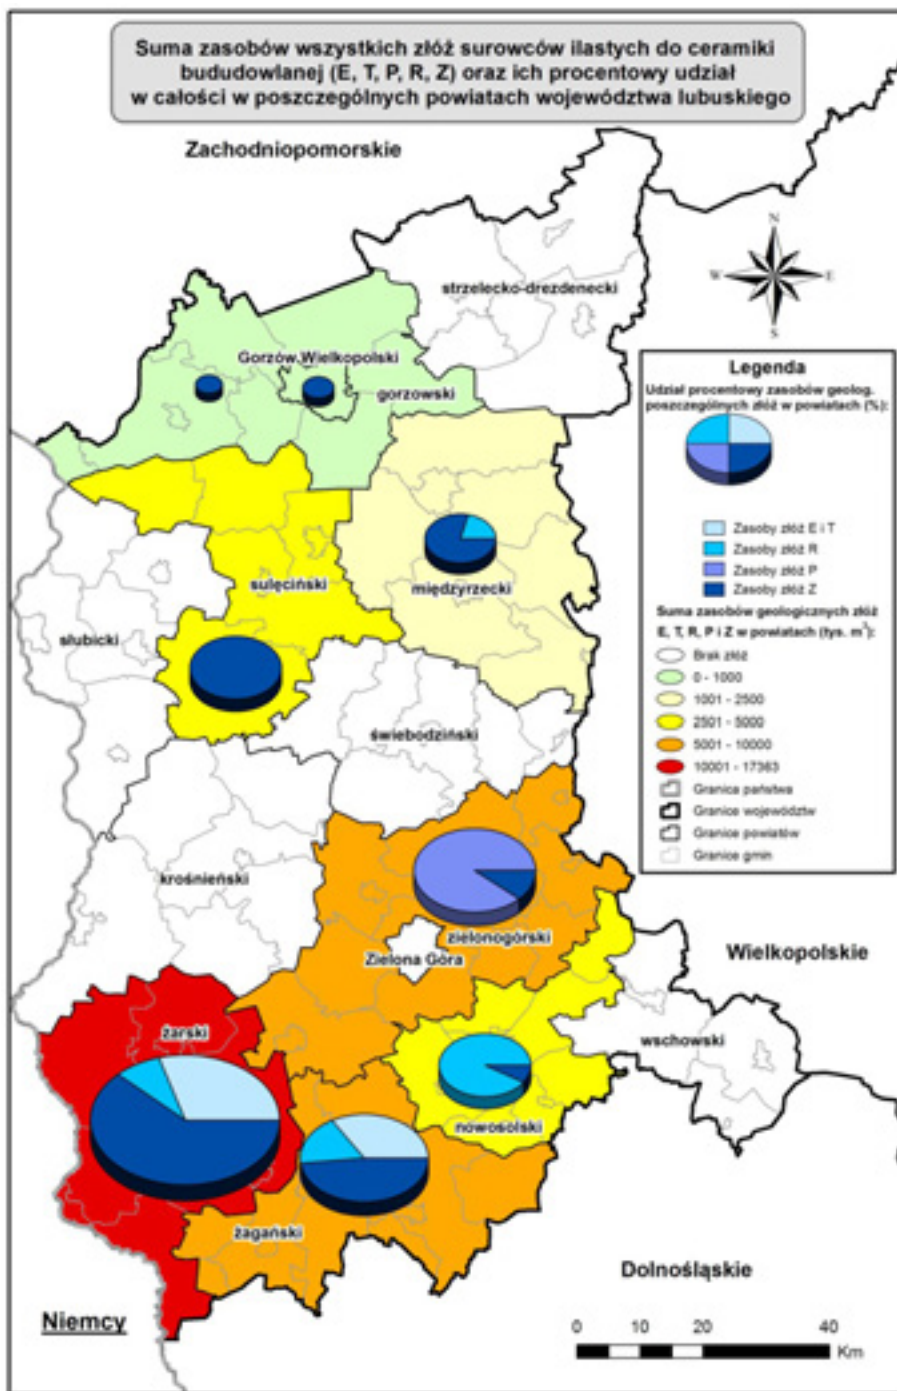 Suma zasobów wszystkich złóż surowców ilastych do ceramiki
bududowlanej (E, T, P, R, Z) oraz ich procentowy udział
w całości w poszczególnych powiatach województwa lubuskiego
Zachodniopomorskie
N
W
E
S
strzelecko-drezdenecki
Gorzów Wielkopolski
gorzowski
Legenda
Udział procentowy zasobów geolog.
poszczególnych złóż w powiatach (%):
Zasoby złóż E i T
Zasoby złóż R
Zasoby złóż P
Zasoby złóż Z
Suma zasobów geologicznych złóż
E, T, R, P i Z w powiatach (tys. m³):
Brak złóż
0 - 1000
1001 - 2500
2501 - 5000
5001 - 10000
10001 - 17363
Granica państwa
Granice województw
Granice powiatów
Granice gmin
sulęciński
międzyrzecki
słubicki
świebodziński
krośnieński
zielonogórski
Zielona Góra
Wielkopolskie
żarski
wschowski
nowosolski
żagański
Dolnośląskie
Niemcy
0 10 20 40
Km